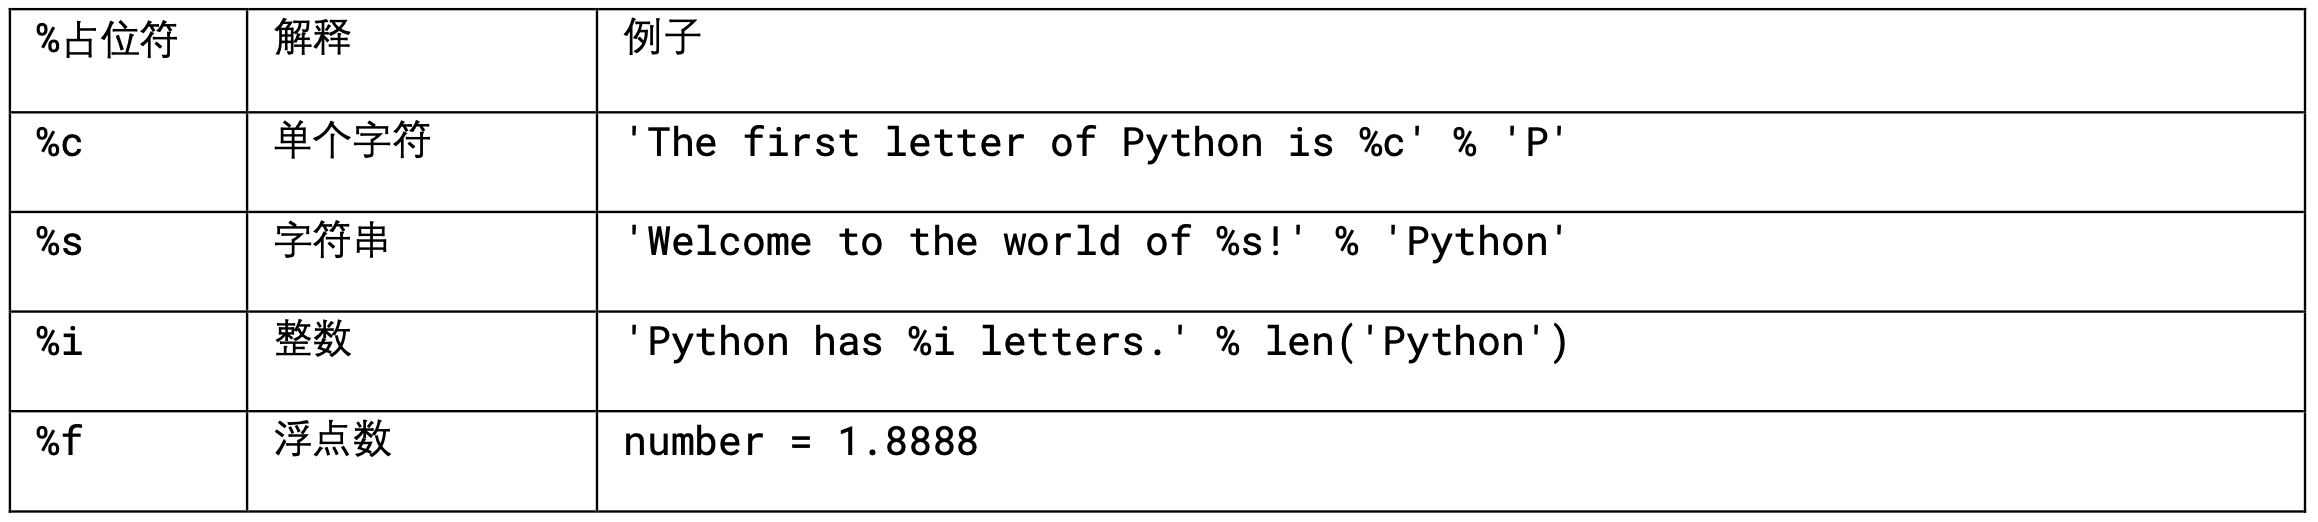 %占位符 解释 例子
%c 单个字符 'The first letter of Python is %c' % 'P'
%s 字符串 'Welcome to the world of %s!' % 'Python'
%i 整数 'Python has %i letters.' % len('Python')
%f 浮点数 number = 1.8888